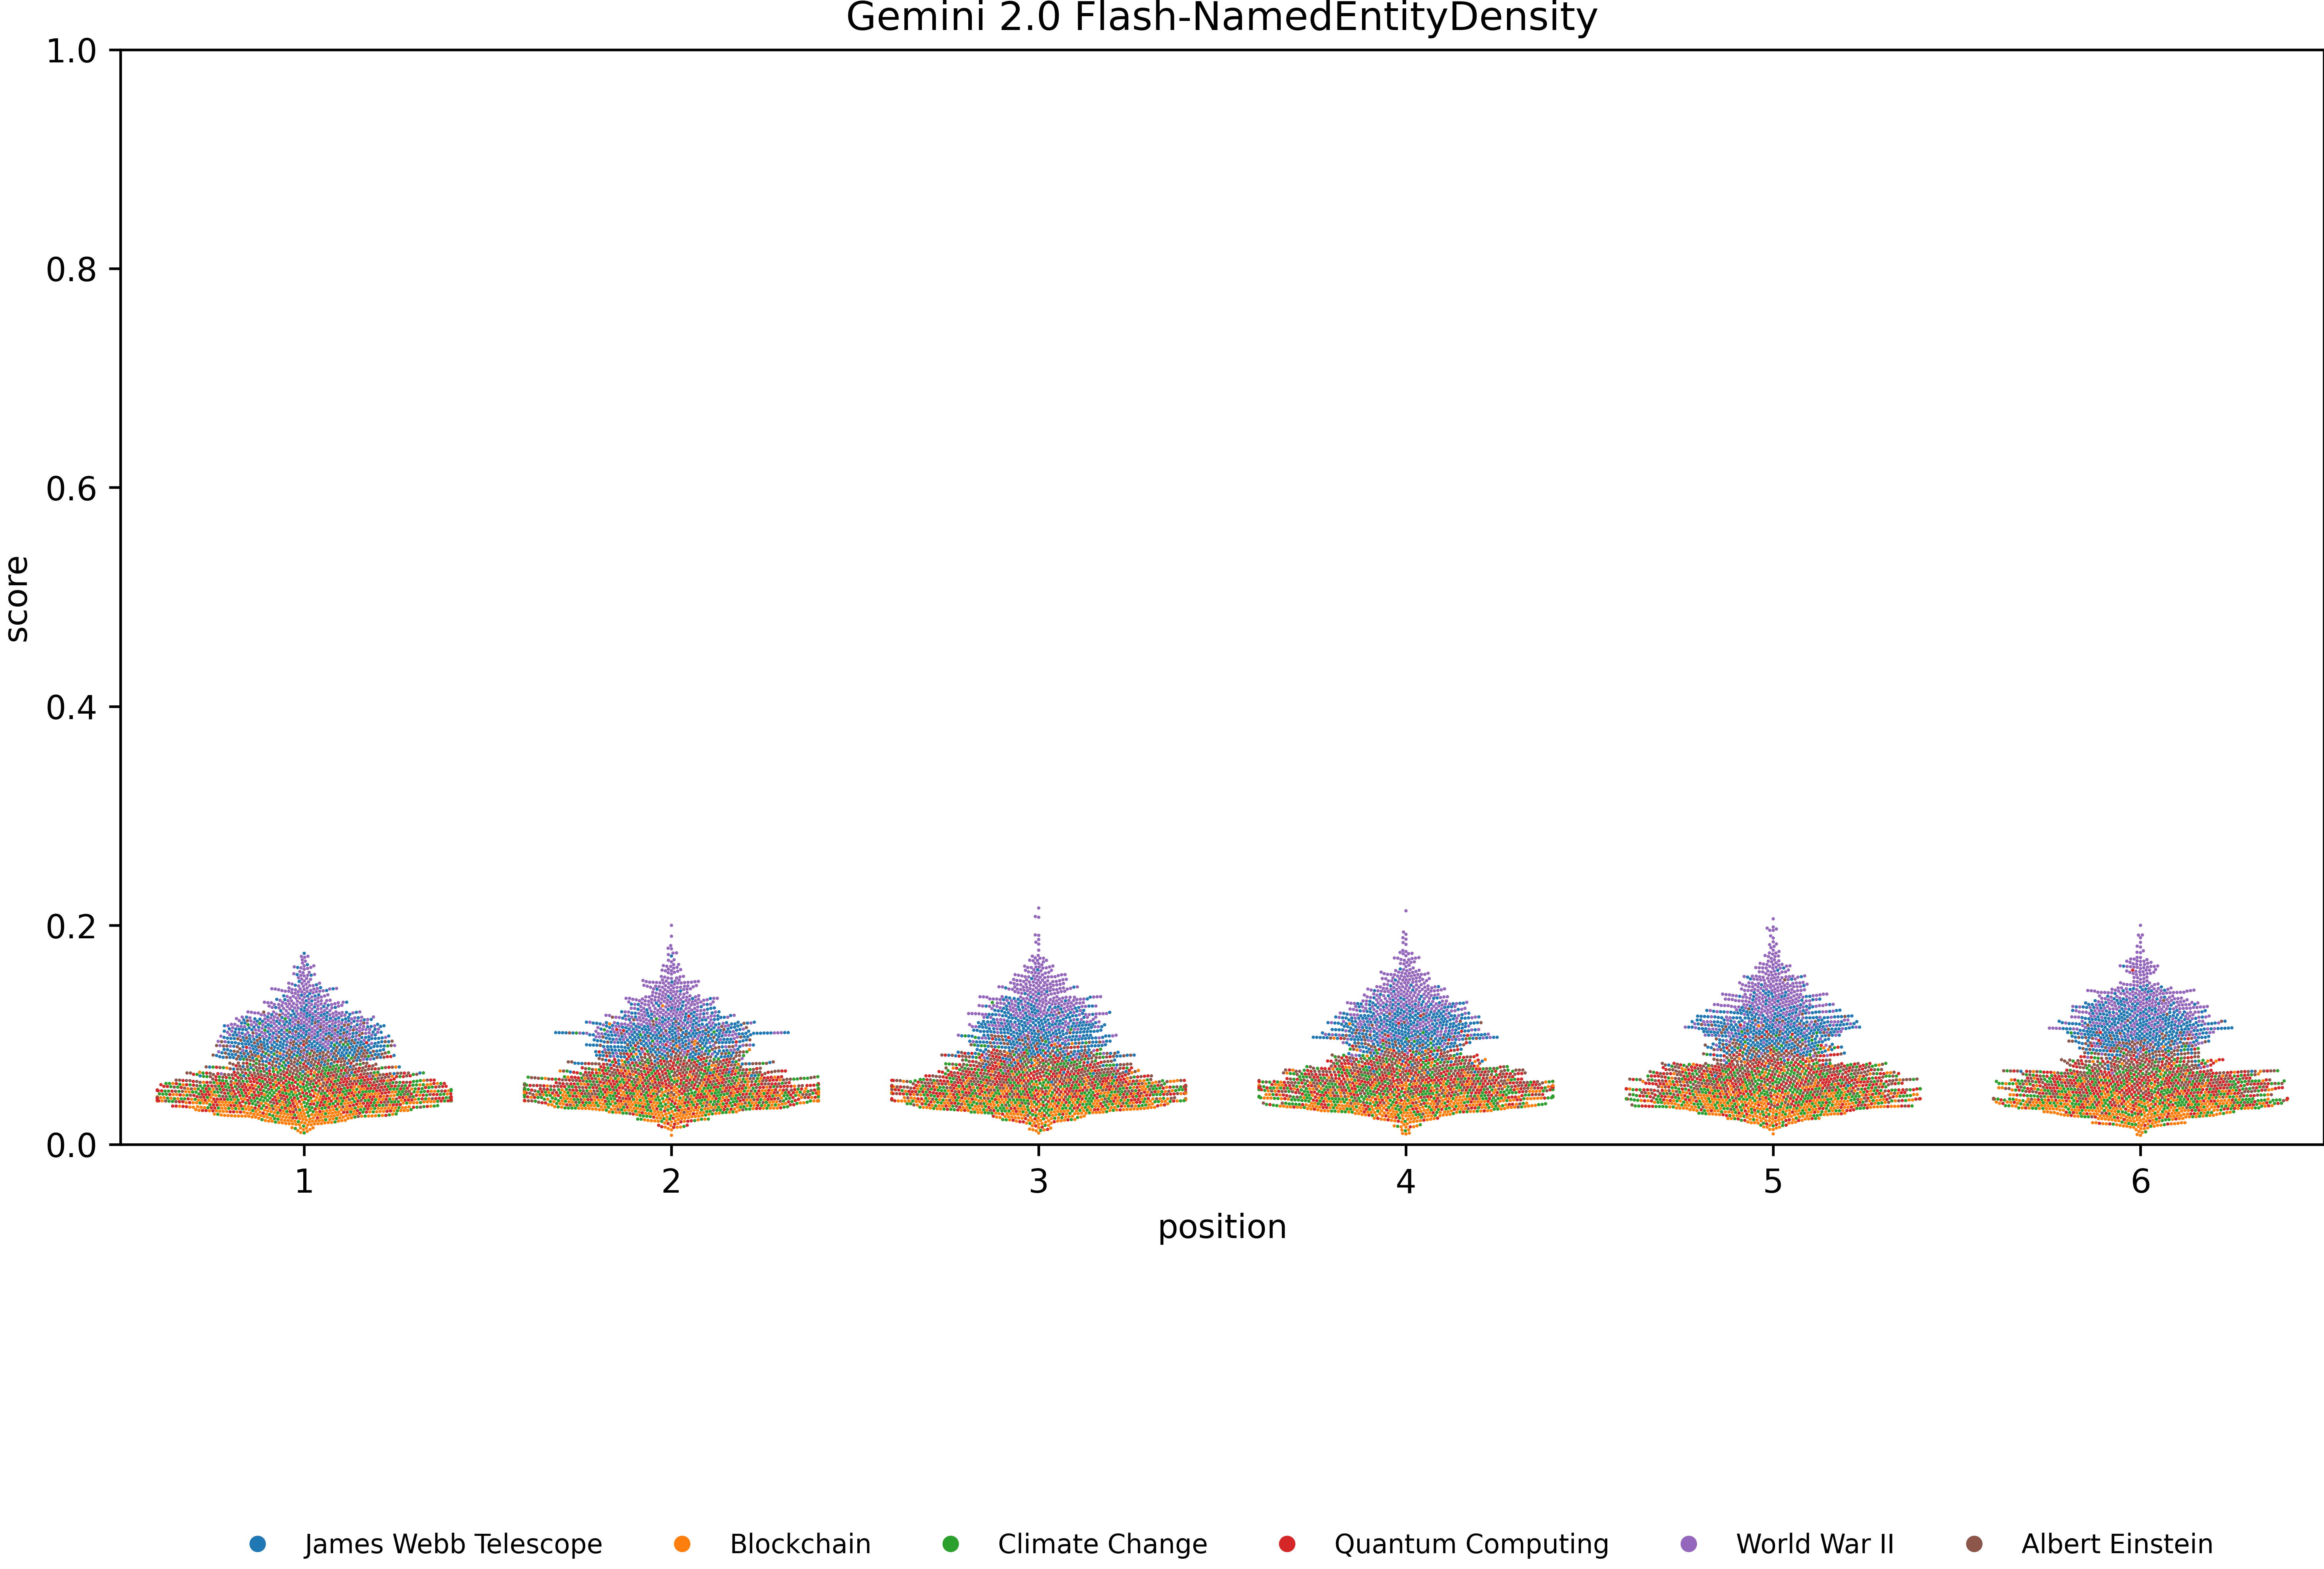 Gemini 2.0 Flash-NamedEntityDensity
1.0
0.8
0.6
0.4
0.2
0.0
score
1 2 3 4 5 6
position
James Webb Telescope Blockchain Climate Change Quantum Computing World War II Albert Einstein